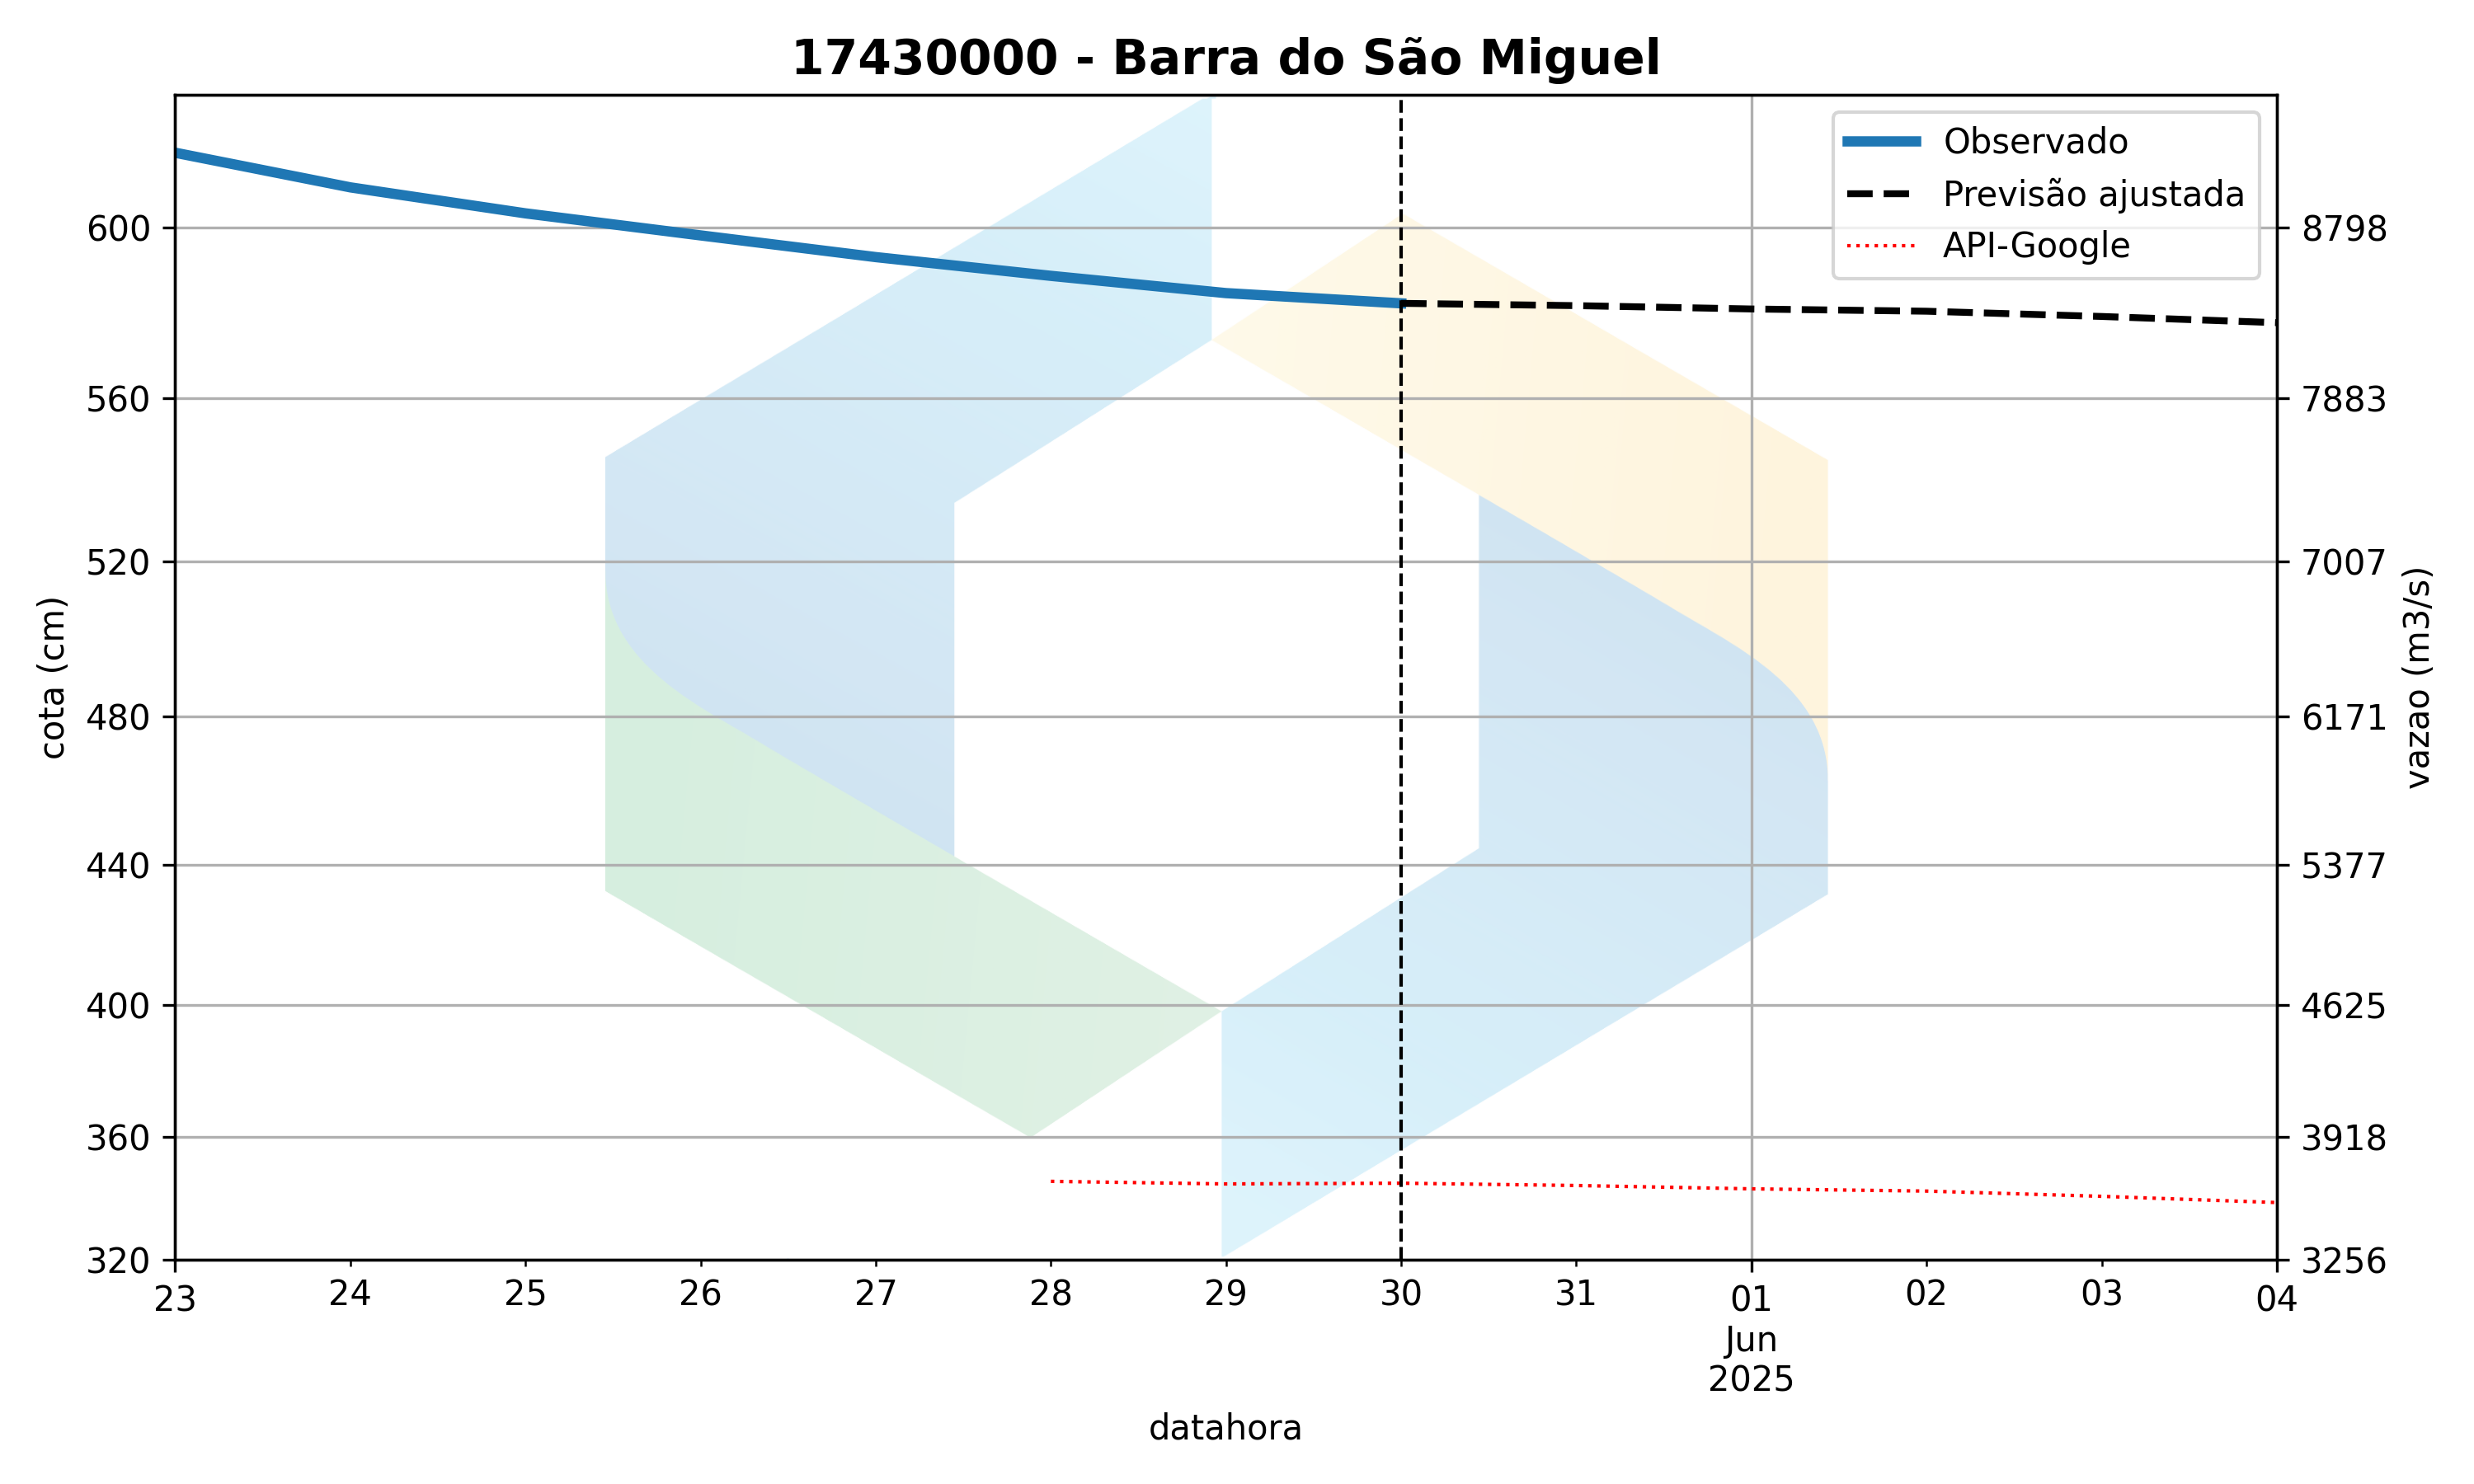 17430000 - Barra do São Miguel
Observado
Previsão ajustada
API-Google
cota (cm)
600
560
520
480
440
400
360
320
8798
7883
7007
6171
5377
4625
3918
3256
vazao (m3/s)
23 24 25 26 27 28 29 30 31 01 02 03 04
Jun
2025
datahora